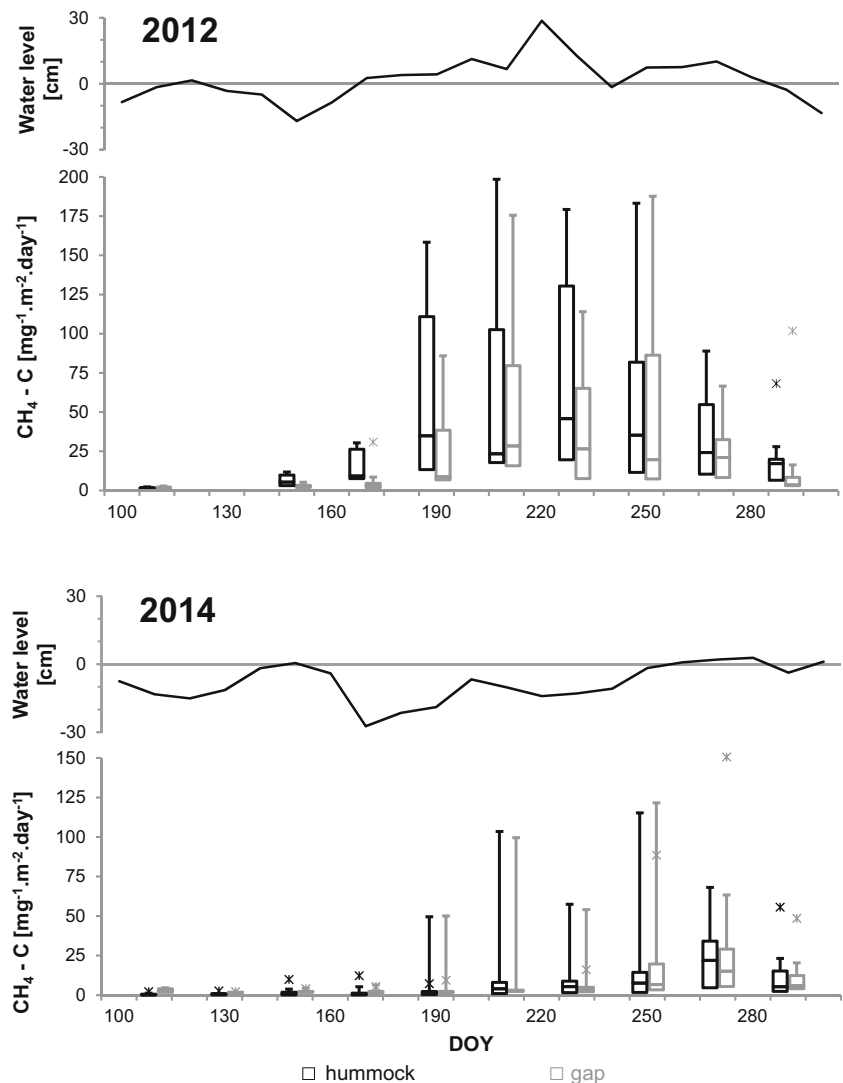 2012
Water level
[cm]
30
0
-30
CH₄ - C [mg⁻¹.m⁻².day⁻¹]
200
175
150
125
100
75
50
25
0
100 130 160 190 220 250 280
2014
Water level
[cm]
30
0
-30
CH₄ - C [mg⁻¹.m⁻².day⁻¹]
150
125
100
75
50
25
0
100 130 160 190 220 250 280
DOY
hummock gap